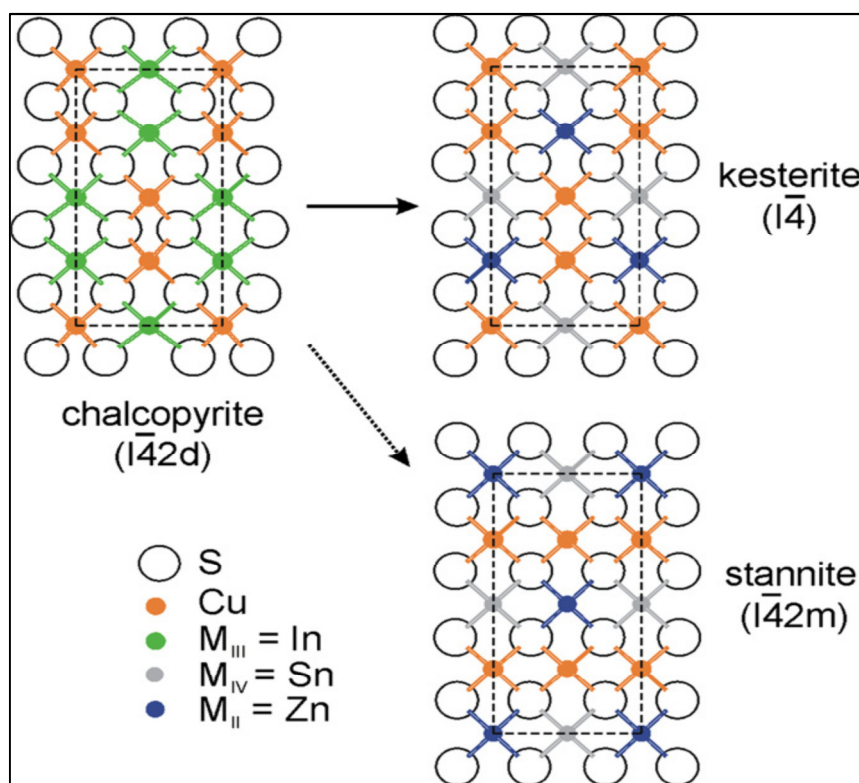 chalcopyrite
(I4̅2d)
kesterite
(I4̅)
stannite
(I4̅2m)
S
Cu
M_III = In
M_IV = Sn
M_II = Zn